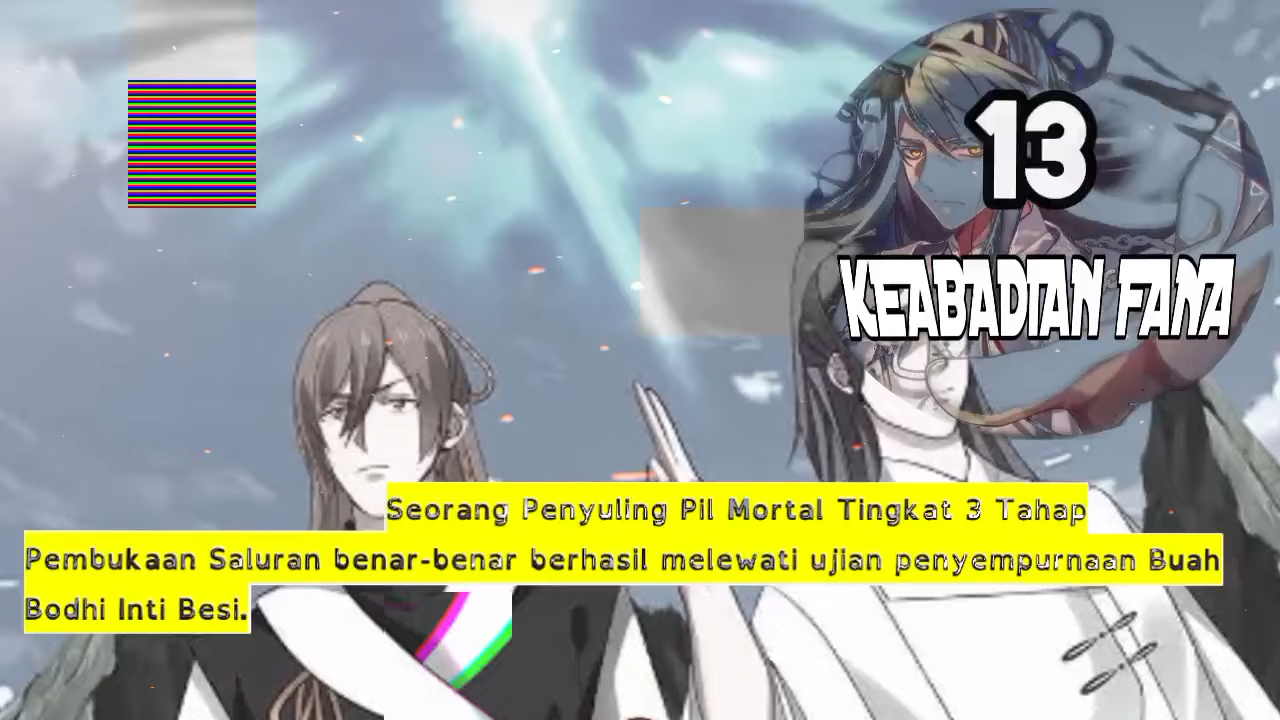 13
KEABADIAN FANA
Seorang Penyuling Pil Mortal Tingkat 3 Tahap
Pembukaan Saluran benar-benar berhasil melewati ujian penyempurnaan Buah
Bodhi Inti Besi.